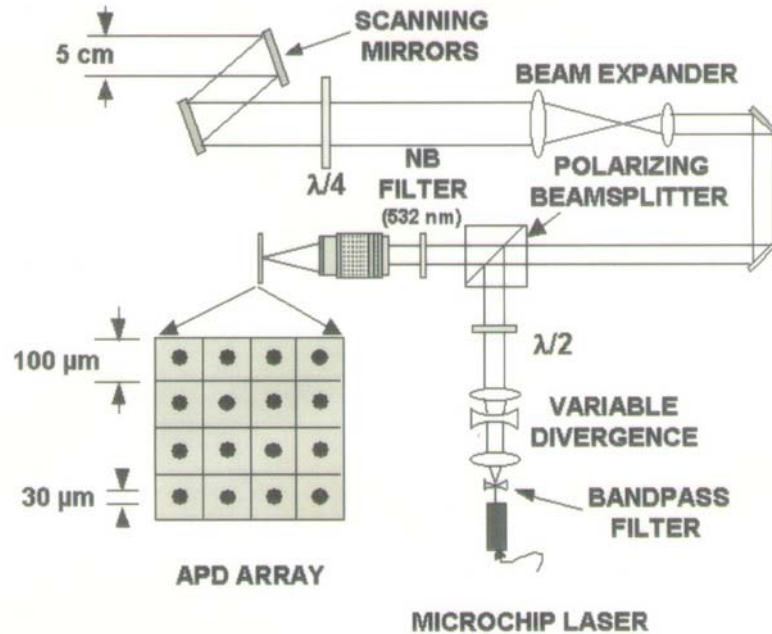 SCANNING
MIRRORS
5 cm
BEAM EXPANDER
λ/4
NB
FILTER
(532 nm)
POLARIZING
BEAMSPLITTER
λ/2
100 µm
VARIABLE
DIVERGENCE
30 µm
BANDPASS
FILTER
APD ARRAY
MICROCHIP LASER